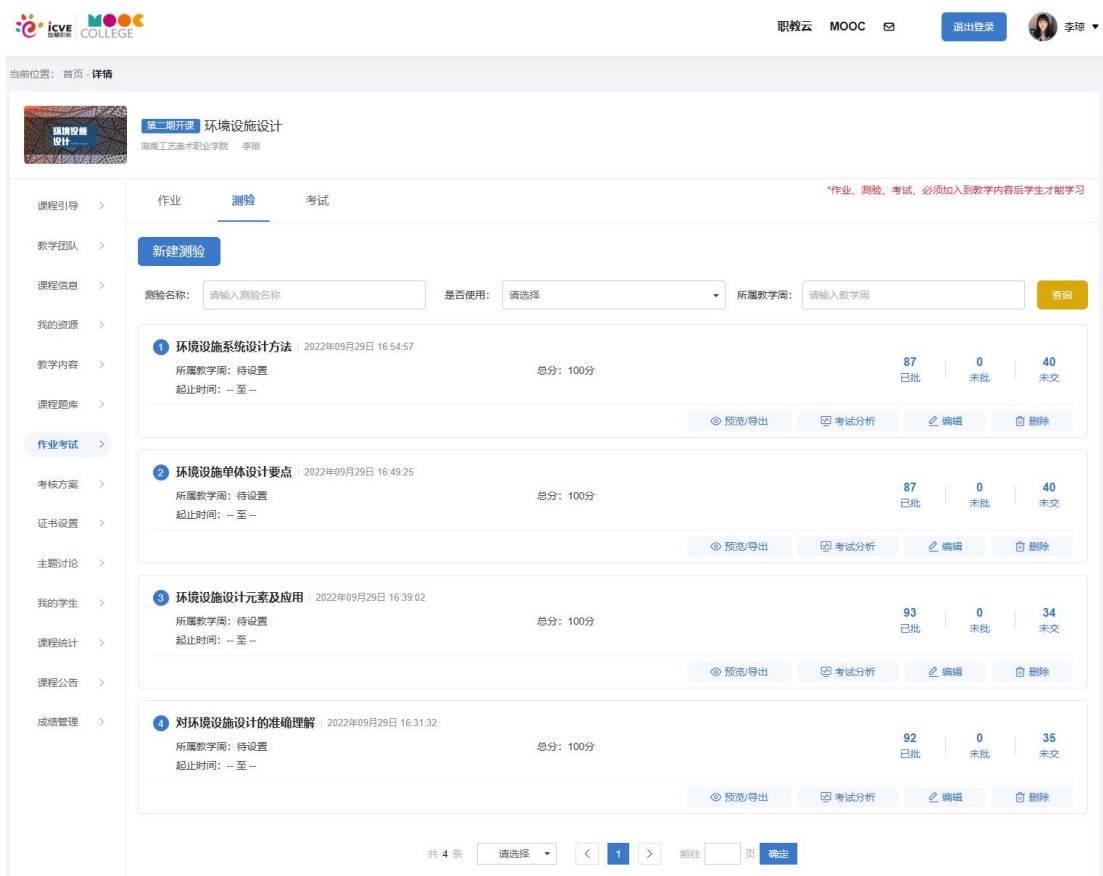 icve 智慧职教 MOOC COLLEGE 职教云 MOOC 退出登录 李琼
当前位置： 首页 - 详情
环境设施
设计
第二期开课 环境设施设计
湖南工艺美术职业学院 李琼
作业 测验 考试 *作业、测验、考试、必须加入到教学内容后学生才能学习
课程引导
教学团队
课程信息
我的资源
教学内容
课程题库
作业考试
考核方案
证书设置
主题讨论
我的学生
课程统计
课程公告
成绩管理
新建测验
测验名称： 请输入测验名称 是否使用： 请选择 所属教学周： 请输入教学周 查询
1 环境设施系统设计方法 2022年09月29日 16:54:57
所属教学周：待设置 总分：100分 87 0 40
起止时间：-- 至 -- 已批 未批 未交
预览/导出 考试分析 编辑 删除
2 环境设施单体设计要点 2022年09月29日 16:49:25
所属教学周：待设置 总分：100分 87 0 40
起止时间：-- 至 -- 已批 未批 未交
预览/导出 考试分析 编辑 删除
3 环境设施设计元素及应用 2022年09月29日 16:39:02
所属教学周：待设置 总分：100分 93 0 34
起止时间：-- 至 -- 已批 未批 未交
预览/导出 考试分析 编辑 删除
4 对环境设施设计的准确理解 2022年09月29日 16:31:32
所属教学周：待设置 总分：100分 92 0 35
起止时间：-- 至 -- 已批 未批 未交
预览/导出 考试分析 编辑 删除
共 4 条 请选择 < 1 > 前往 页 确定